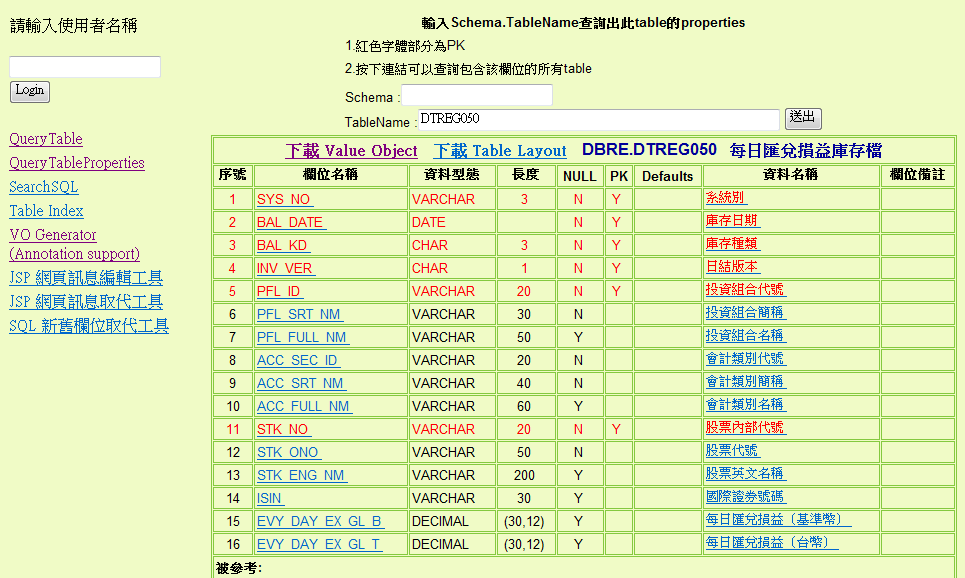 請輸入使用者名稱
Login
QueryTable
QueryTableProperties
SearchSQL
Table Index
VO Generator
(Annotation support)
JSP 網頁訊息編輯工具
JSP 網頁訊息取代工具
SQL 新舊欄位取代工具
輸入Schema.TableName查詢出此table的properties
1.紅色字體部分為PK
2.按下連結可以查詢包含該欄位的所有table
Schema :
TableName : DTREG050 送出
下載 Value Object 下載 Table Layout DBRE.DTREG050 每日匯兌損益庫存檔
序號 欄位名稱 資料型態 長度 NULL PK Defaults 資料名稱 欄位備註
1 SYS_NO VARCHAR 3 N Y 系統別
2 BAL_DATE DATE N Y 庫存日期
3 BAL_KD CHAR 3 N Y 庫存種類
4 INV_VER CHAR 1 N Y 日結版本
5 PFL_ID VARCHAR 20 N Y 投資組合代號
6 PFL_SRT_NM VARCHAR 30 N 投資組合簡稱
7 PFL_FULL_NM VARCHAR 50 Y 投資組合名稱
8 ACC_SEC_ID VARCHAR 20 N 會計類別代號
9 ACC_SRT_NM VARCHAR 40 N 會計類別簡稱
10 ACC_FULL_NM VARCHAR 60 Y 會計類別名稱
11 STK_NO VARCHAR 20 N Y 股票內部代號
12 STK_ONO VARCHAR 50 N 股票代號
13 STK_ENG_NM VARCHAR 200 Y 股票英文名稱
14 ISIN VARCHAR 30 Y 國際證券號碼
15 EVY_DAY_EX_GL_B DECIMAL (30,12) Y 每日匯兌損益〔基準幣〕
16 EVY_DAY_EX_GL_T DECIMAL (30,12) Y 每日匯兌損益〔台幣〕
被參考: